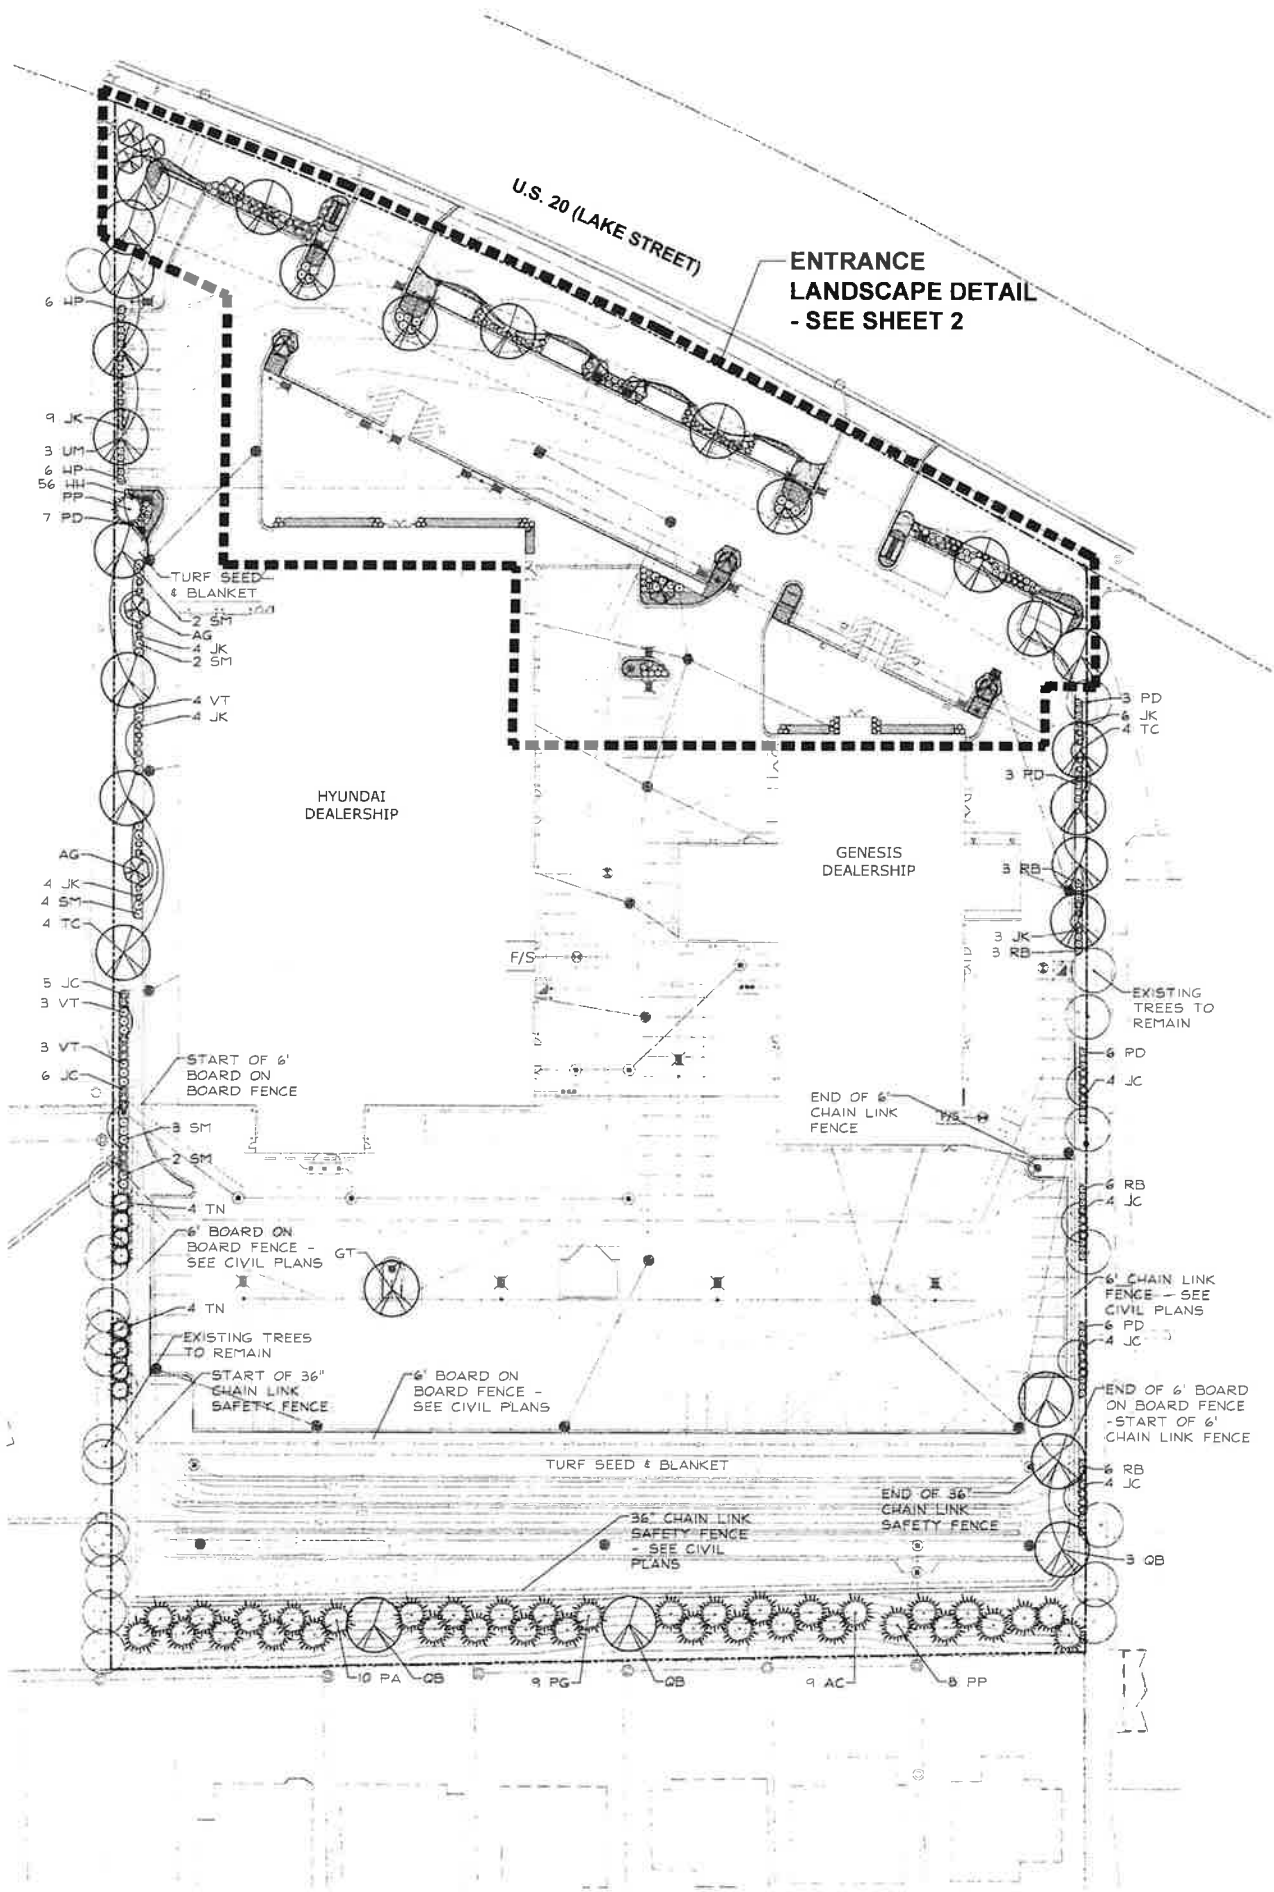 U.S. 20 (LAKE STREET)
ENTRANCE
LANDSCAPE DETAIL
- SEE SHEET 2
6 HP
9 JK
3 UM
6 HP
56 HH
PP
7 PD
TURF SEED
& BLANKET
2 SM
AG
4 JK
2 SM
4 VT
4 JK
HYUNDAI
DEALERSHIP
AG
4 JK
4 SM
4 TC
5 JC
3 VT
3 VT
6 JC
START OF 6'
BOARD ON
BOARD FENCE
3 SM
2 SM
4 TN
6' BOARD ON
BOARD FENCE -
SEE CIVIL PLANS
GT
4 TN
EXISTING TREES
TO REMAIN
START OF 36"
CHAIN LINK
SAFETY FENCE
6' BOARD ON
BOARD FENCE -
SEE CIVIL PLANS
F/S
GENESIS
DEALERSHIP
3 PD
6 JK
4 TC
3 PD
3 RB
3 JK
3 RB
EXISTING
TREES TO
REMAIN
6 PD
4 JC
END OF 6'
CHAIN LINK
FENCE
F/S
6 RB
4 JC
6' CHAIN LINK
FENCE - SEE
CIVIL PLANS
6 PD
4 JC
END OF 6' BOARD
ON BOARD FENCE
-START OF 6'
CHAIN LINK FENCE
TURF SEED & BLANKET
6 RB
4 JC
END OF 36"
CHAIN LINK
SAFETY FENCE
36" CHAIN LINK
SAFETY FENCE
- SEE CIVIL
PLANS
3 QB
10 PA
QB
9 PG
QB
9 AC
8 PP